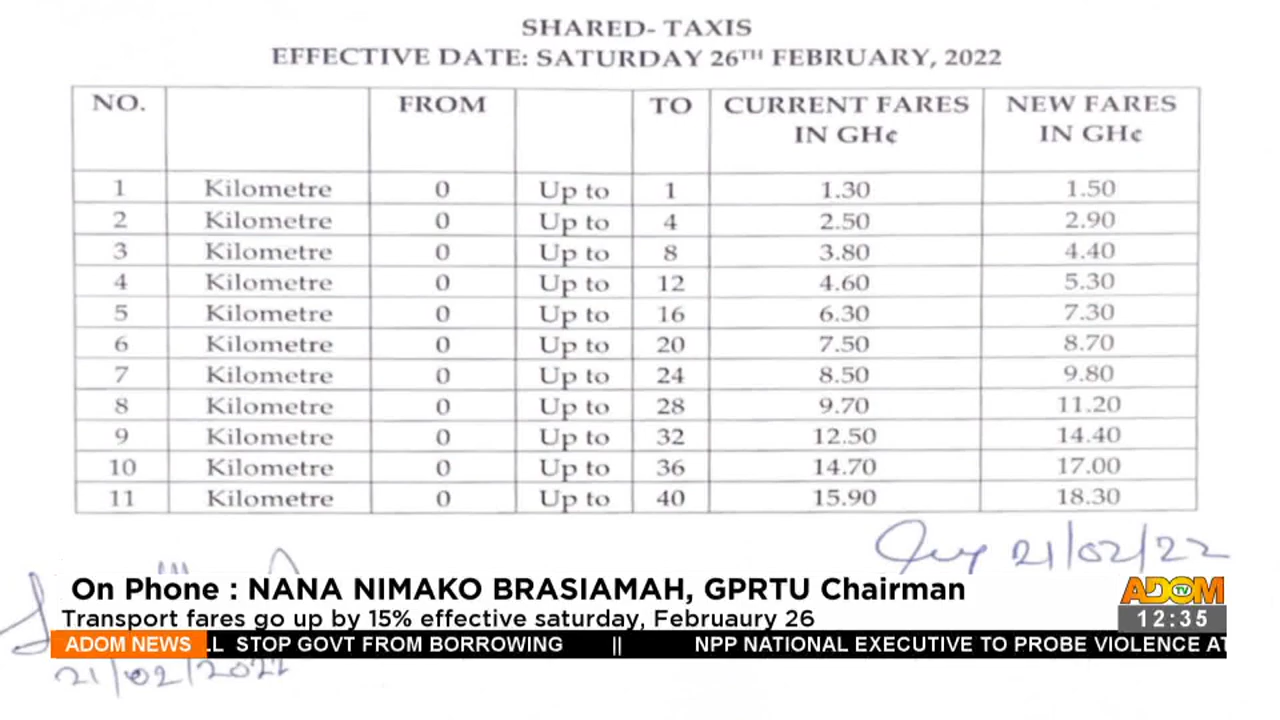 SHARED- TAXIS
EFFECTIVE DATE: SATURDAY 26TH FEBRUARY, 2022
NO. FROM TO CURRENT FARES IN GH¢ NEW FARES IN GH¢
1 Kilometre 0 Up to 1 1.30 1.50
2 Kilometre 0 Up to 4 2.50 2.90
3 Kilometre 0 Up to 8 3.80 4.40
4 Kilometre 0 Up to 12 4.60 5.30
5 Kilometre 0 Up to 16 6.30 7.30
6 Kilometre 0 Up to 20 7.50 8.70
7 Kilometre 0 Up to 24 8.50 9.80
8 Kilometre 0 Up to 28 9.70 11.20
9 Kilometre 0 Up to 32 12.50 14.40
10 Kilometre 0 Up to 36 14.70 17.00
11 Kilometre 0 Up to 40 15.90 18.30
21/02/22
On Phone : NANA NIMAKO BRASIAMAH, GPRTU Chairman
ADOM TV
Transport fares go up by 15% effective saturday, Februaury 26
12:35
ADOM NEWS LL STOP GOVT FROM BORROWING || NPP NATIONAL EXECUTIVE TO PROBE VIOLENCE AT
21/02/2022